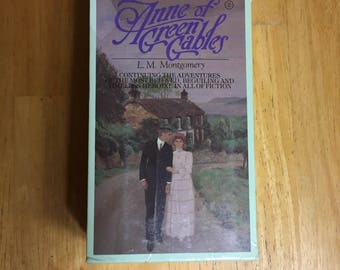 Anne of
Green
Gables
L. M. Montgomery
CONTINUING THE ADVENTURES
OF THE MOST BELOVED, BEGUILING AND
TIMELESS HEROINE IN ALL OF FICTION